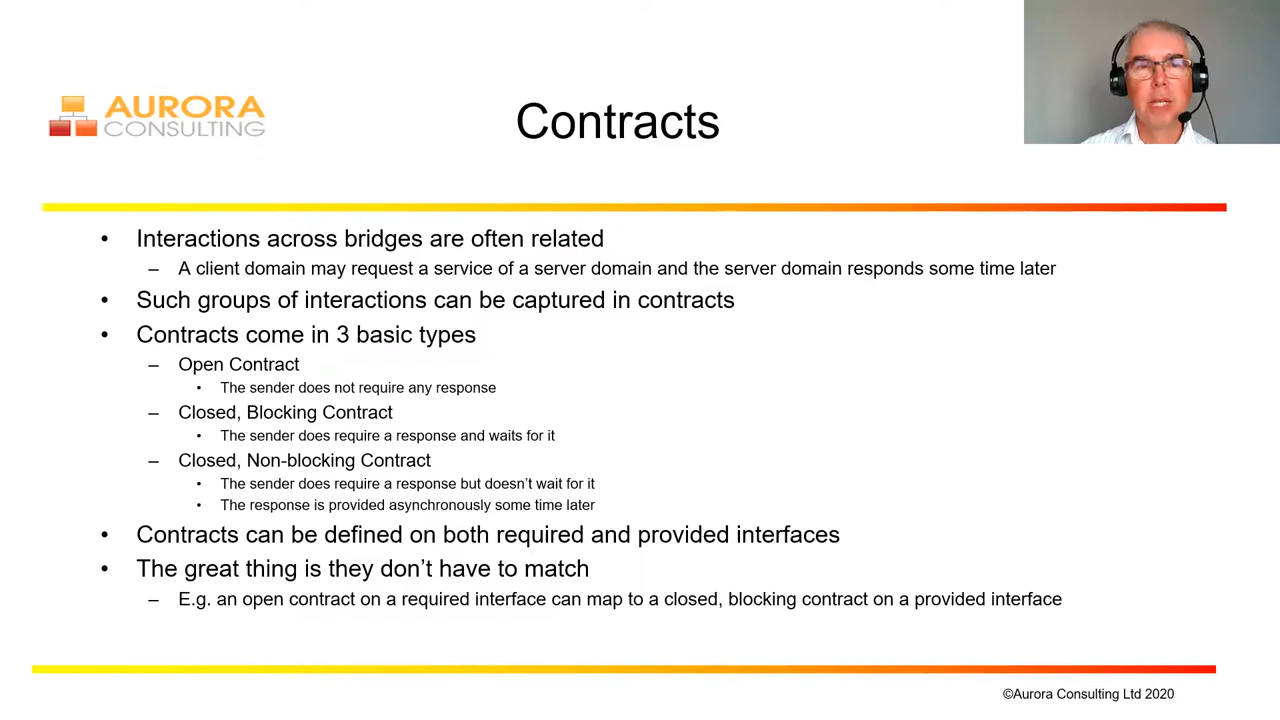 AURORA
CONSULTING
Contracts
• Interactions across bridges are often related
– A client domain may request a service of a server domain and the server domain responds some time later
• Such groups of interactions can be captured in contracts
• Contracts come in 3 basic types
– Open Contract
• The sender does not require any response
– Closed, Blocking Contract
• The sender does require a response and waits for it
– Closed, Non-blocking Contract
• The sender does require a response but doesn’t wait for it
• The response is provided asynchronously some time later
• Contracts can be defined on both required and provided interfaces
• The great thing is they don’t have to match
– E.g. an open contract on a required interface can map to a closed, blocking contract on a provided interface
©Aurora Consulting Ltd 2020